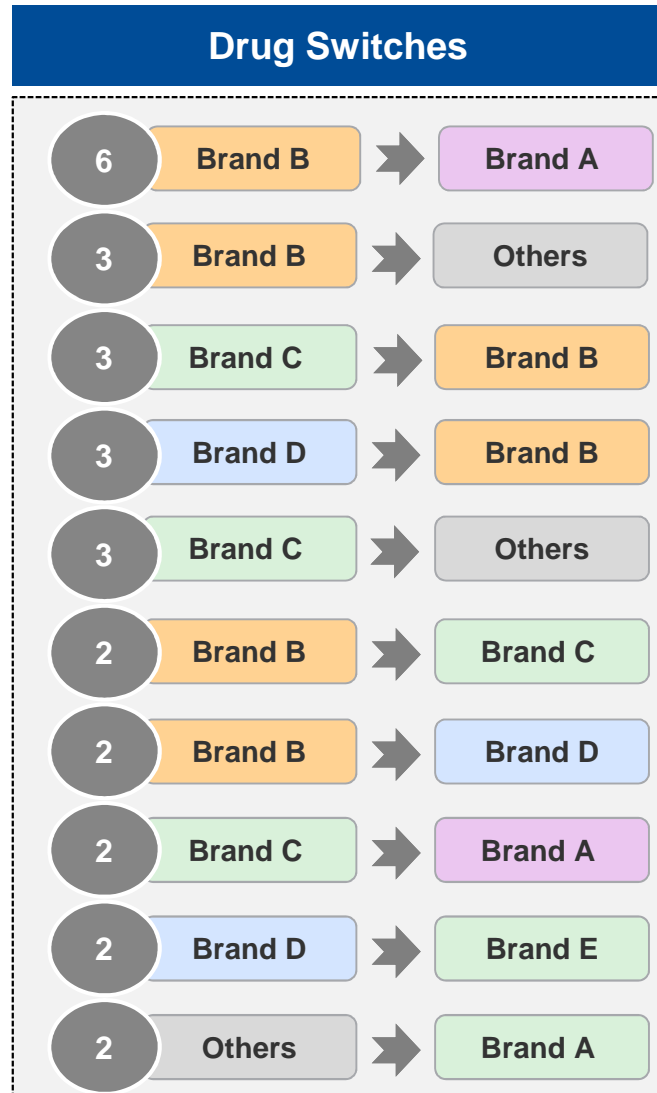 Drug Switches
6 Brand B Brand A
3 Brand B Others
3 Brand C Brand B
3 Brand D Brand B
3 Brand C Others
2 Brand B Brand C
2 Brand B Brand D
2 Brand C Brand A
2 Brand D Brand E
2 Others Brand A